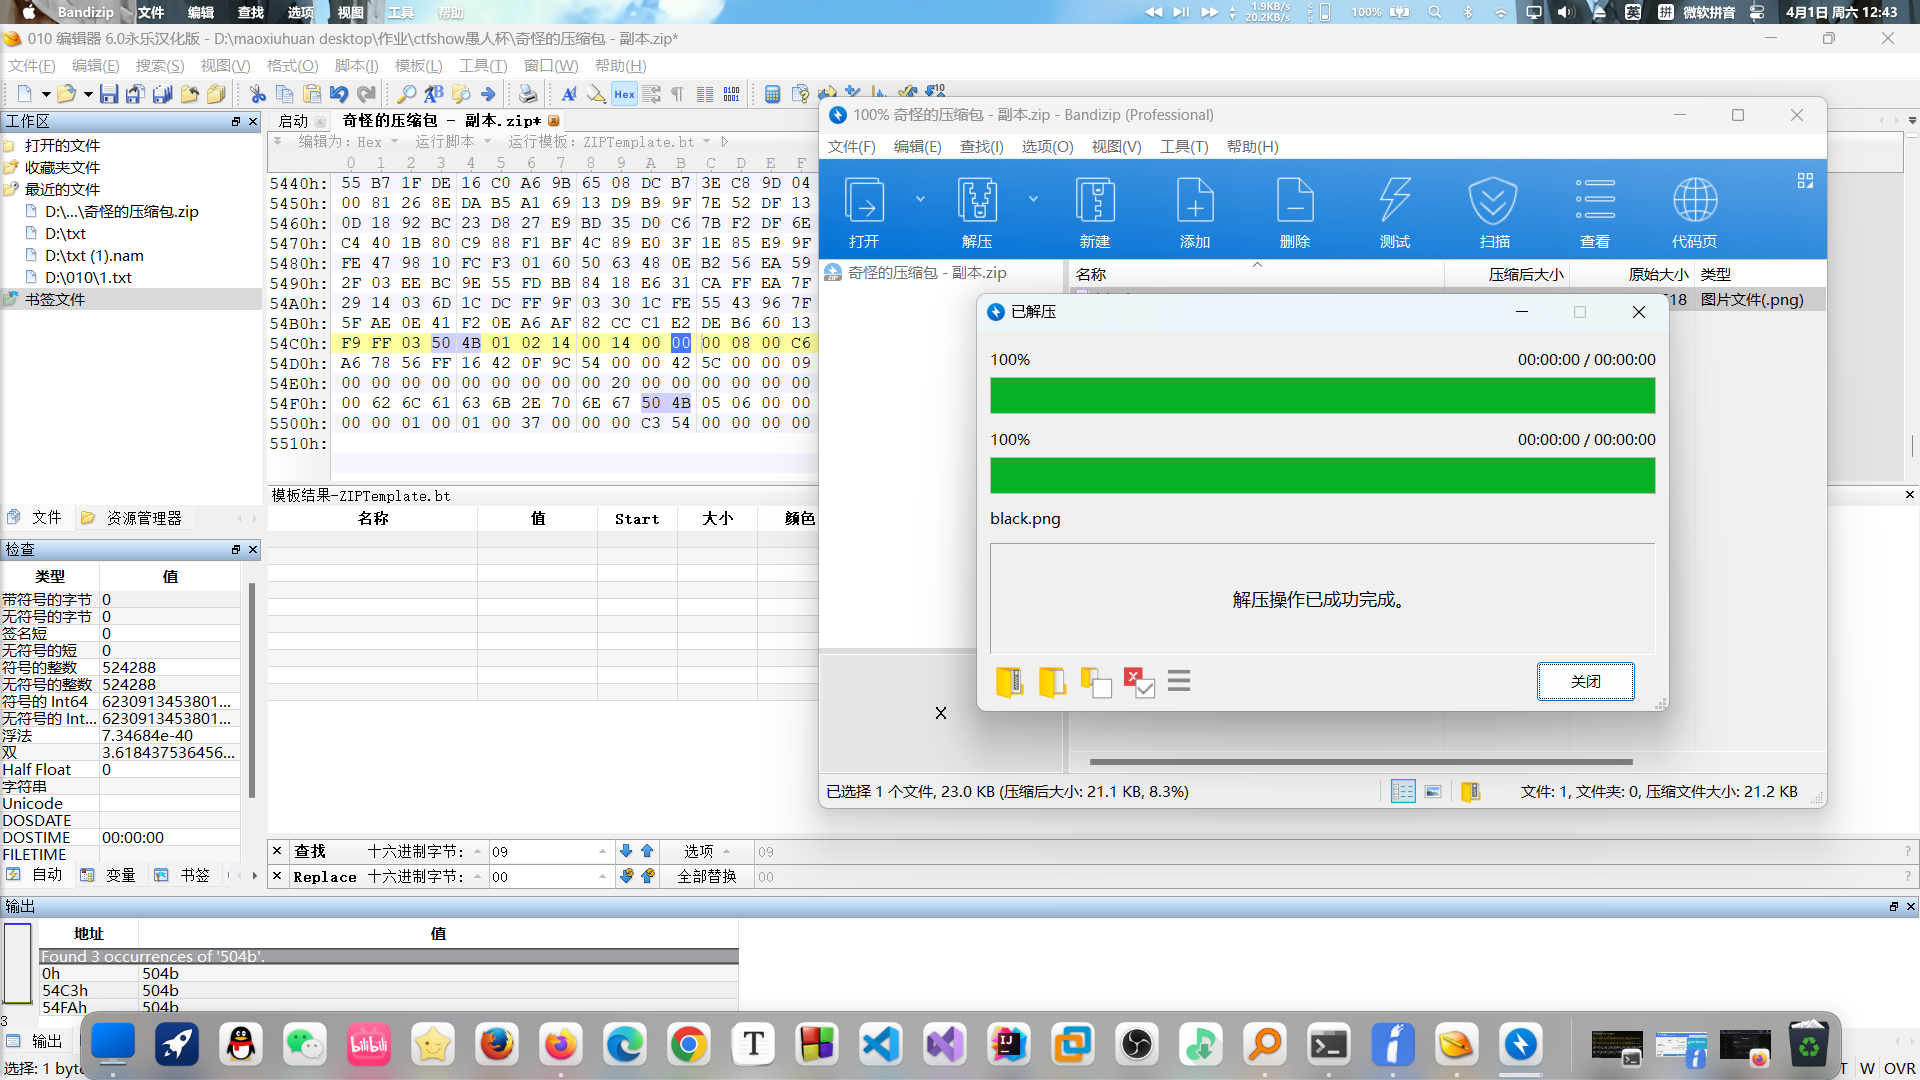 Bandizip 文件 编辑 查找 选项 视图 工具 帮助
1.9KB/s
20.2KB/s
100%
英 拼 微软拼音 4月1日 周六 12:43
010 编辑器 6.0永乐汉化版 - D:\maoxiuhuan desktop\作业\ctfshow愚人杯\奇怪的压缩包 - 副本.zip*
文件(F) 编辑(E) 搜索(S) 视图(V) 格式(O) 脚本(I) 模板(L) 工具(T) 窗口(W) 帮助(H)
Hex
工作区
打开的文件
收藏夹文件
最近的文件
D:\...\奇怪的压缩包.zip
D:\txt
D:\txt (1).nam
D:\010\1.txt
书签文件
文件 资源管理器
启动 奇怪的压缩包 - 副本.zip*
编辑为: Hex 运行脚本 运行模板: ZIPTemplate.bt
0 1 2 3 4 5 6 7 8 9 A B C D E F
5440h: 55 B7 1F DE 16 C0 A6 9B 65 08 DC B7 3E C8 9D 04
5450h: 00 81 26 8E DA B5 A1 69 13 D9 B9 9F 7E 52 DF 13
5460h: 0D 18 92 BC 23 D8 27 E9 BD 35 D0 C6 7B F2 DF 6E
5470h: C4 40 1B 80 C9 88 F1 BF 4C 89 E0 3F 1E 85 E9 9F
5480h: FE 47 98 10 FC F3 01 60 50 63 48 0E B2 56 EA 59
5490h: 2F 03 EE BC 9E 55 FD BB 84 18 E6 31 CA FF EA 7F
54A0h: 29 14 03 6D 1C DC FF 9F 03 30 1C FE 55 43 96 7F
54B0h: 5F AE 0E 41 F2 0E A6 AF 82 CC C1 E2 DE B6 60 13
54C0h: F9 FF 03 50 4B 01 02 14 00 14 00 00 00 08 00 C6
54D0h: A6 78 56 FF 16 42 0F 9C 54 00 00 42 5C 00 00 09
54E0h: 00 00 00 00 00 00 00 00 00 20 00 00 00 00 00 00
54F0h: 00 62 6C 61 63 6B 2E 70 6E 67 50 4B 05 06 00 00
5500h: 00 00 01 00 01 00 37 00 00 00 C3 54 00 00 00 00
5510h:
模板结果-ZIPTemplate.bt
名称 值 Start 大小 颜色
检查
类型 值
带符号的字节 0
无符号的字节 0
签名短 0
无符号的短 0
符号的整数 524288
无符号的整数 524288
符号的 Int64 6230913453801...
无符号的 Int... 6230913453801...
浮法 7.34684e-40
双 3.618437536456...
Half Float 0
字符串
Unicode
DOSDATE
DOSTIME 00:00:00
FILETIME
自动 变量 书签
查找 十六进制字节: 09 选项 09
Replace 十六进制字节: 00 全部替换 00
输出
地址 值
Found 3 occurrences of '504b'.
0h 504b
54C3h 504b
54FAh 504b
3
输出
选择: 1 byte
T W OVR
100% 奇怪的压缩包 - 副本.zip - Bandizip (Professional)
文件(F) 编辑(E) 查找(I) 选项(O) 视图(V) 工具(T) 帮助(H)
打开 解压 新建 添加 删除 测试 扫描 查看 代码页
奇怪的压缩包 - 副本.zip
名称 压缩后大小 原始大小 类型
618 图片文件(.png)
已解压
100% 00:00:00 / 00:00:00
100% 00:00:00 / 00:00:00
black.png
解压操作已成功完成。
关闭
已选择 1 个文件, 23.0 KB (压缩后大小: 21.1 KB, 8.3%)
文件: 1, 文件夹: 0, 压缩文件大小: 21.2 KB
bilibili
T
IJ